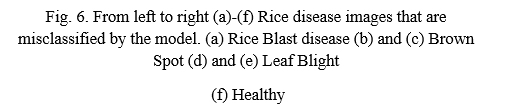 Fig. 6. From left to right (a)-(f) Rice disease images that are
misclassified by the model. (a) Rice Blast disease (b) and (c) Brown
Spot (d) and (e) Leaf Blight
(f) Healthy